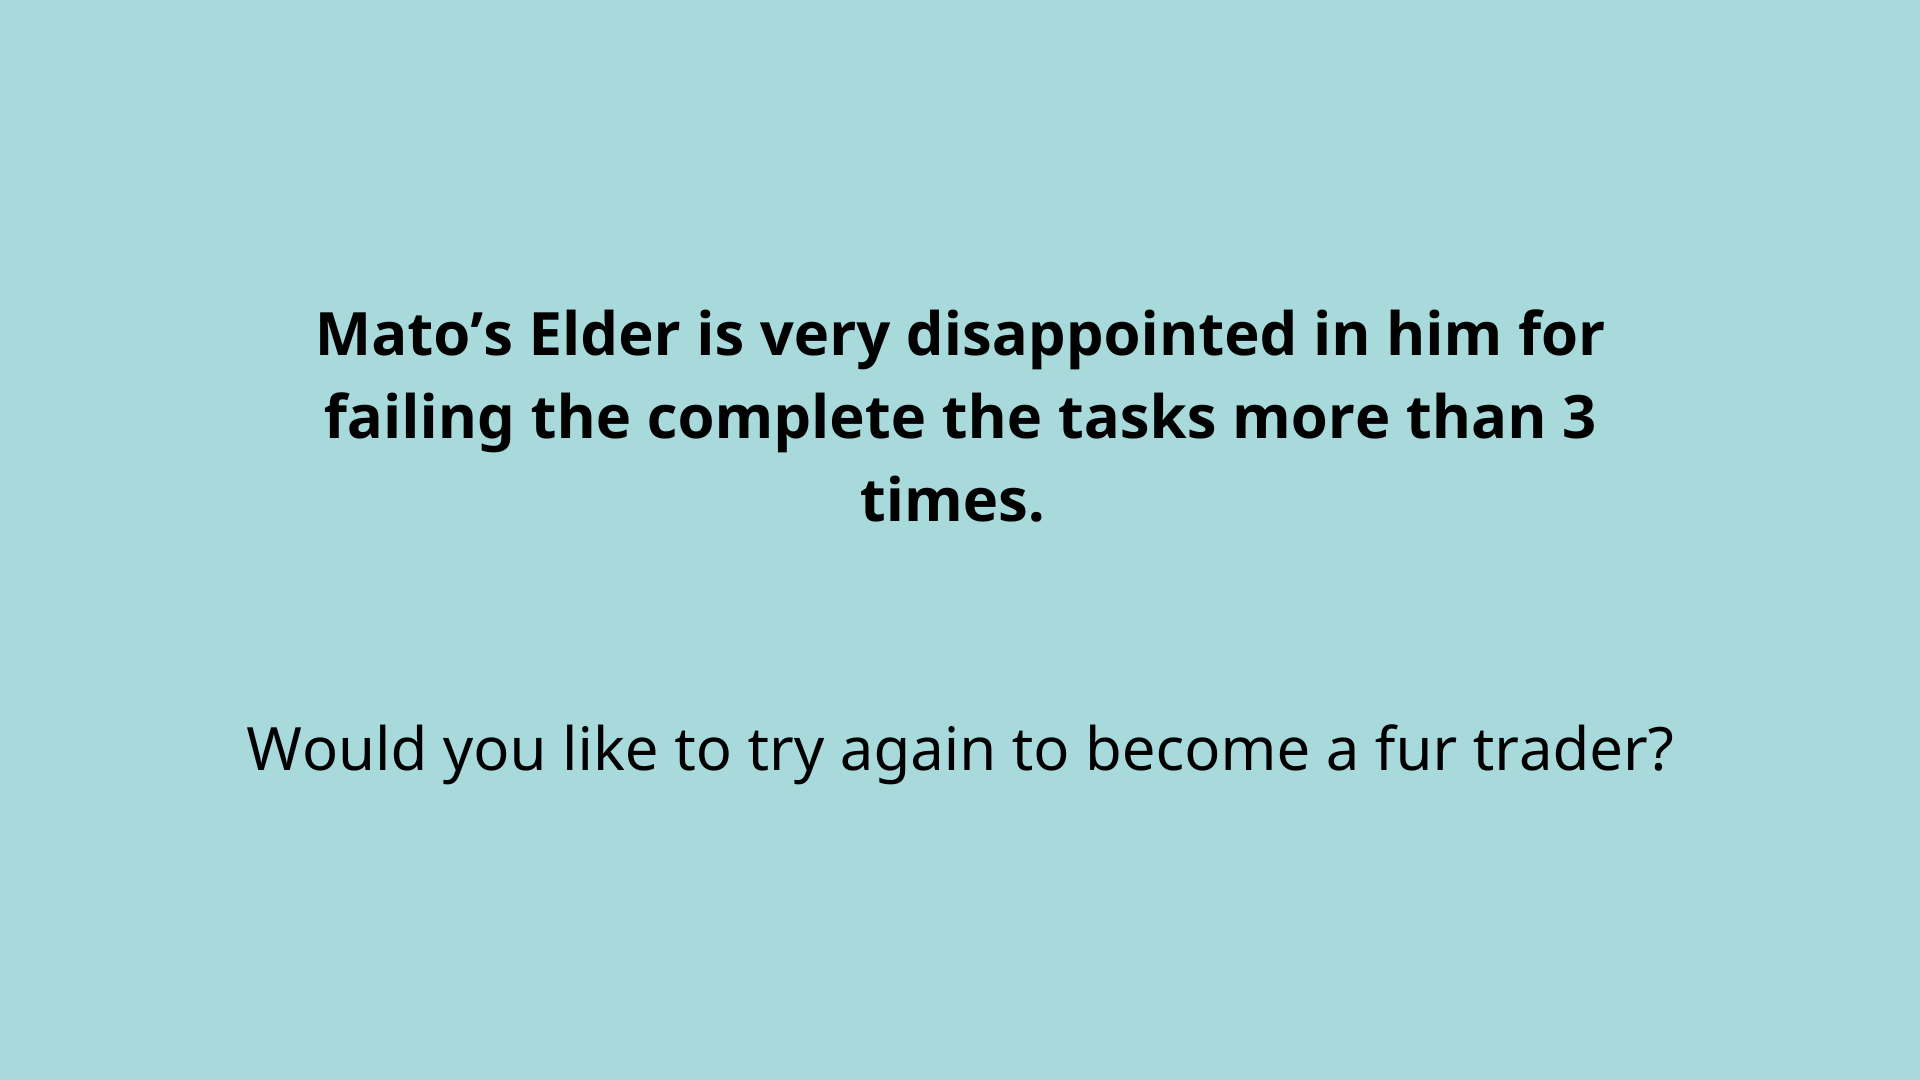 Mato’s Elder is very disappointed in him for
failing the complete the tasks more than 3
times.
Would you like to try again to become a fur trader?